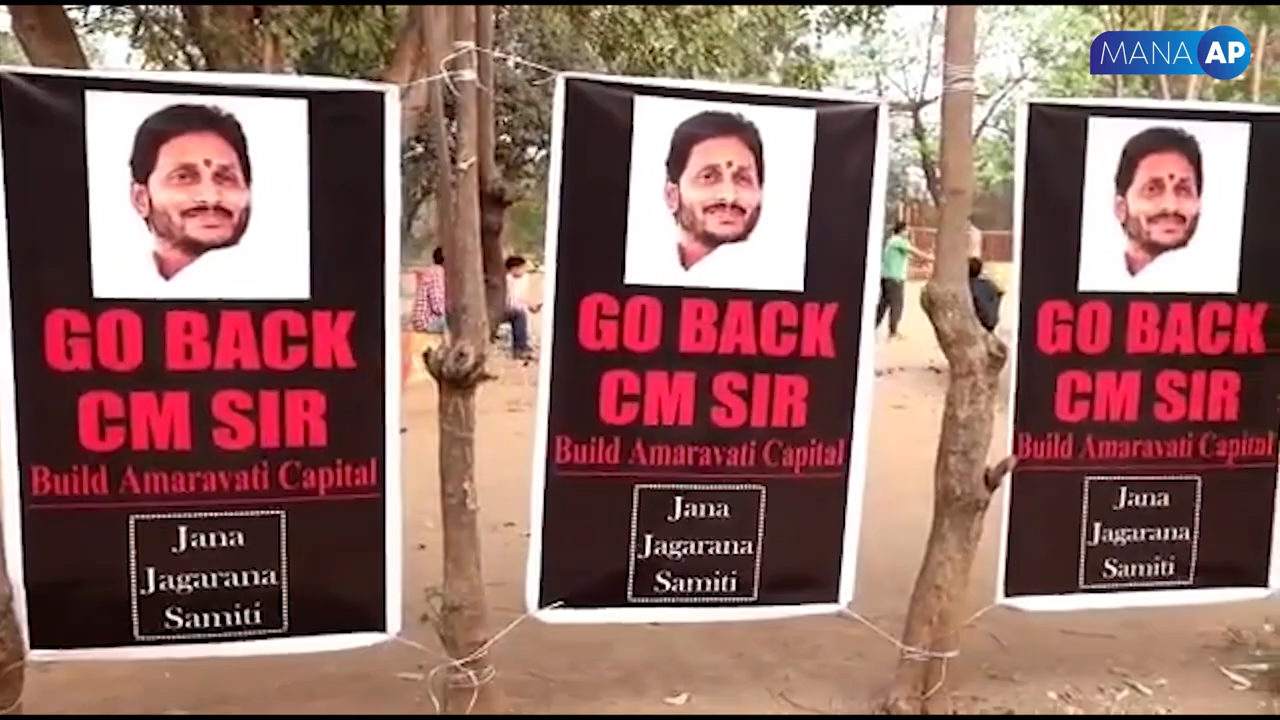 MANA AP
GO BACK
CM SIR
Build Amaravati Capital
Jana
Jagarana
Samiti
GO BACK
CM SIR
Build Amaravati Capital
Jana
Jagarana
Samiti
GO BACK
CM SIR
Build Amaravati Capital
Jana
Jagarana
Samiti